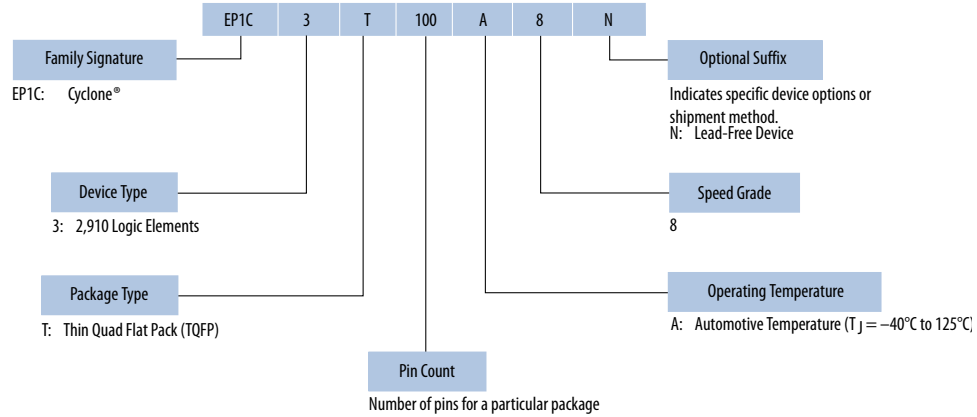 EP1C 3 T 100 A 8 N
Family Signature
EP1C: Cyclone®
Optional Suffix
Indicates specific device options or
shipment method.
N: Lead-Free Device
Device Type
3: 2,910 Logic Elements
Speed Grade
8
Package Type
T: Thin Quad Flat Pack (TQFP)
Operating Temperature
A: Automotive Temperature (T J = –40°C to 125°C)
Pin Count
Number of pins for a particular package